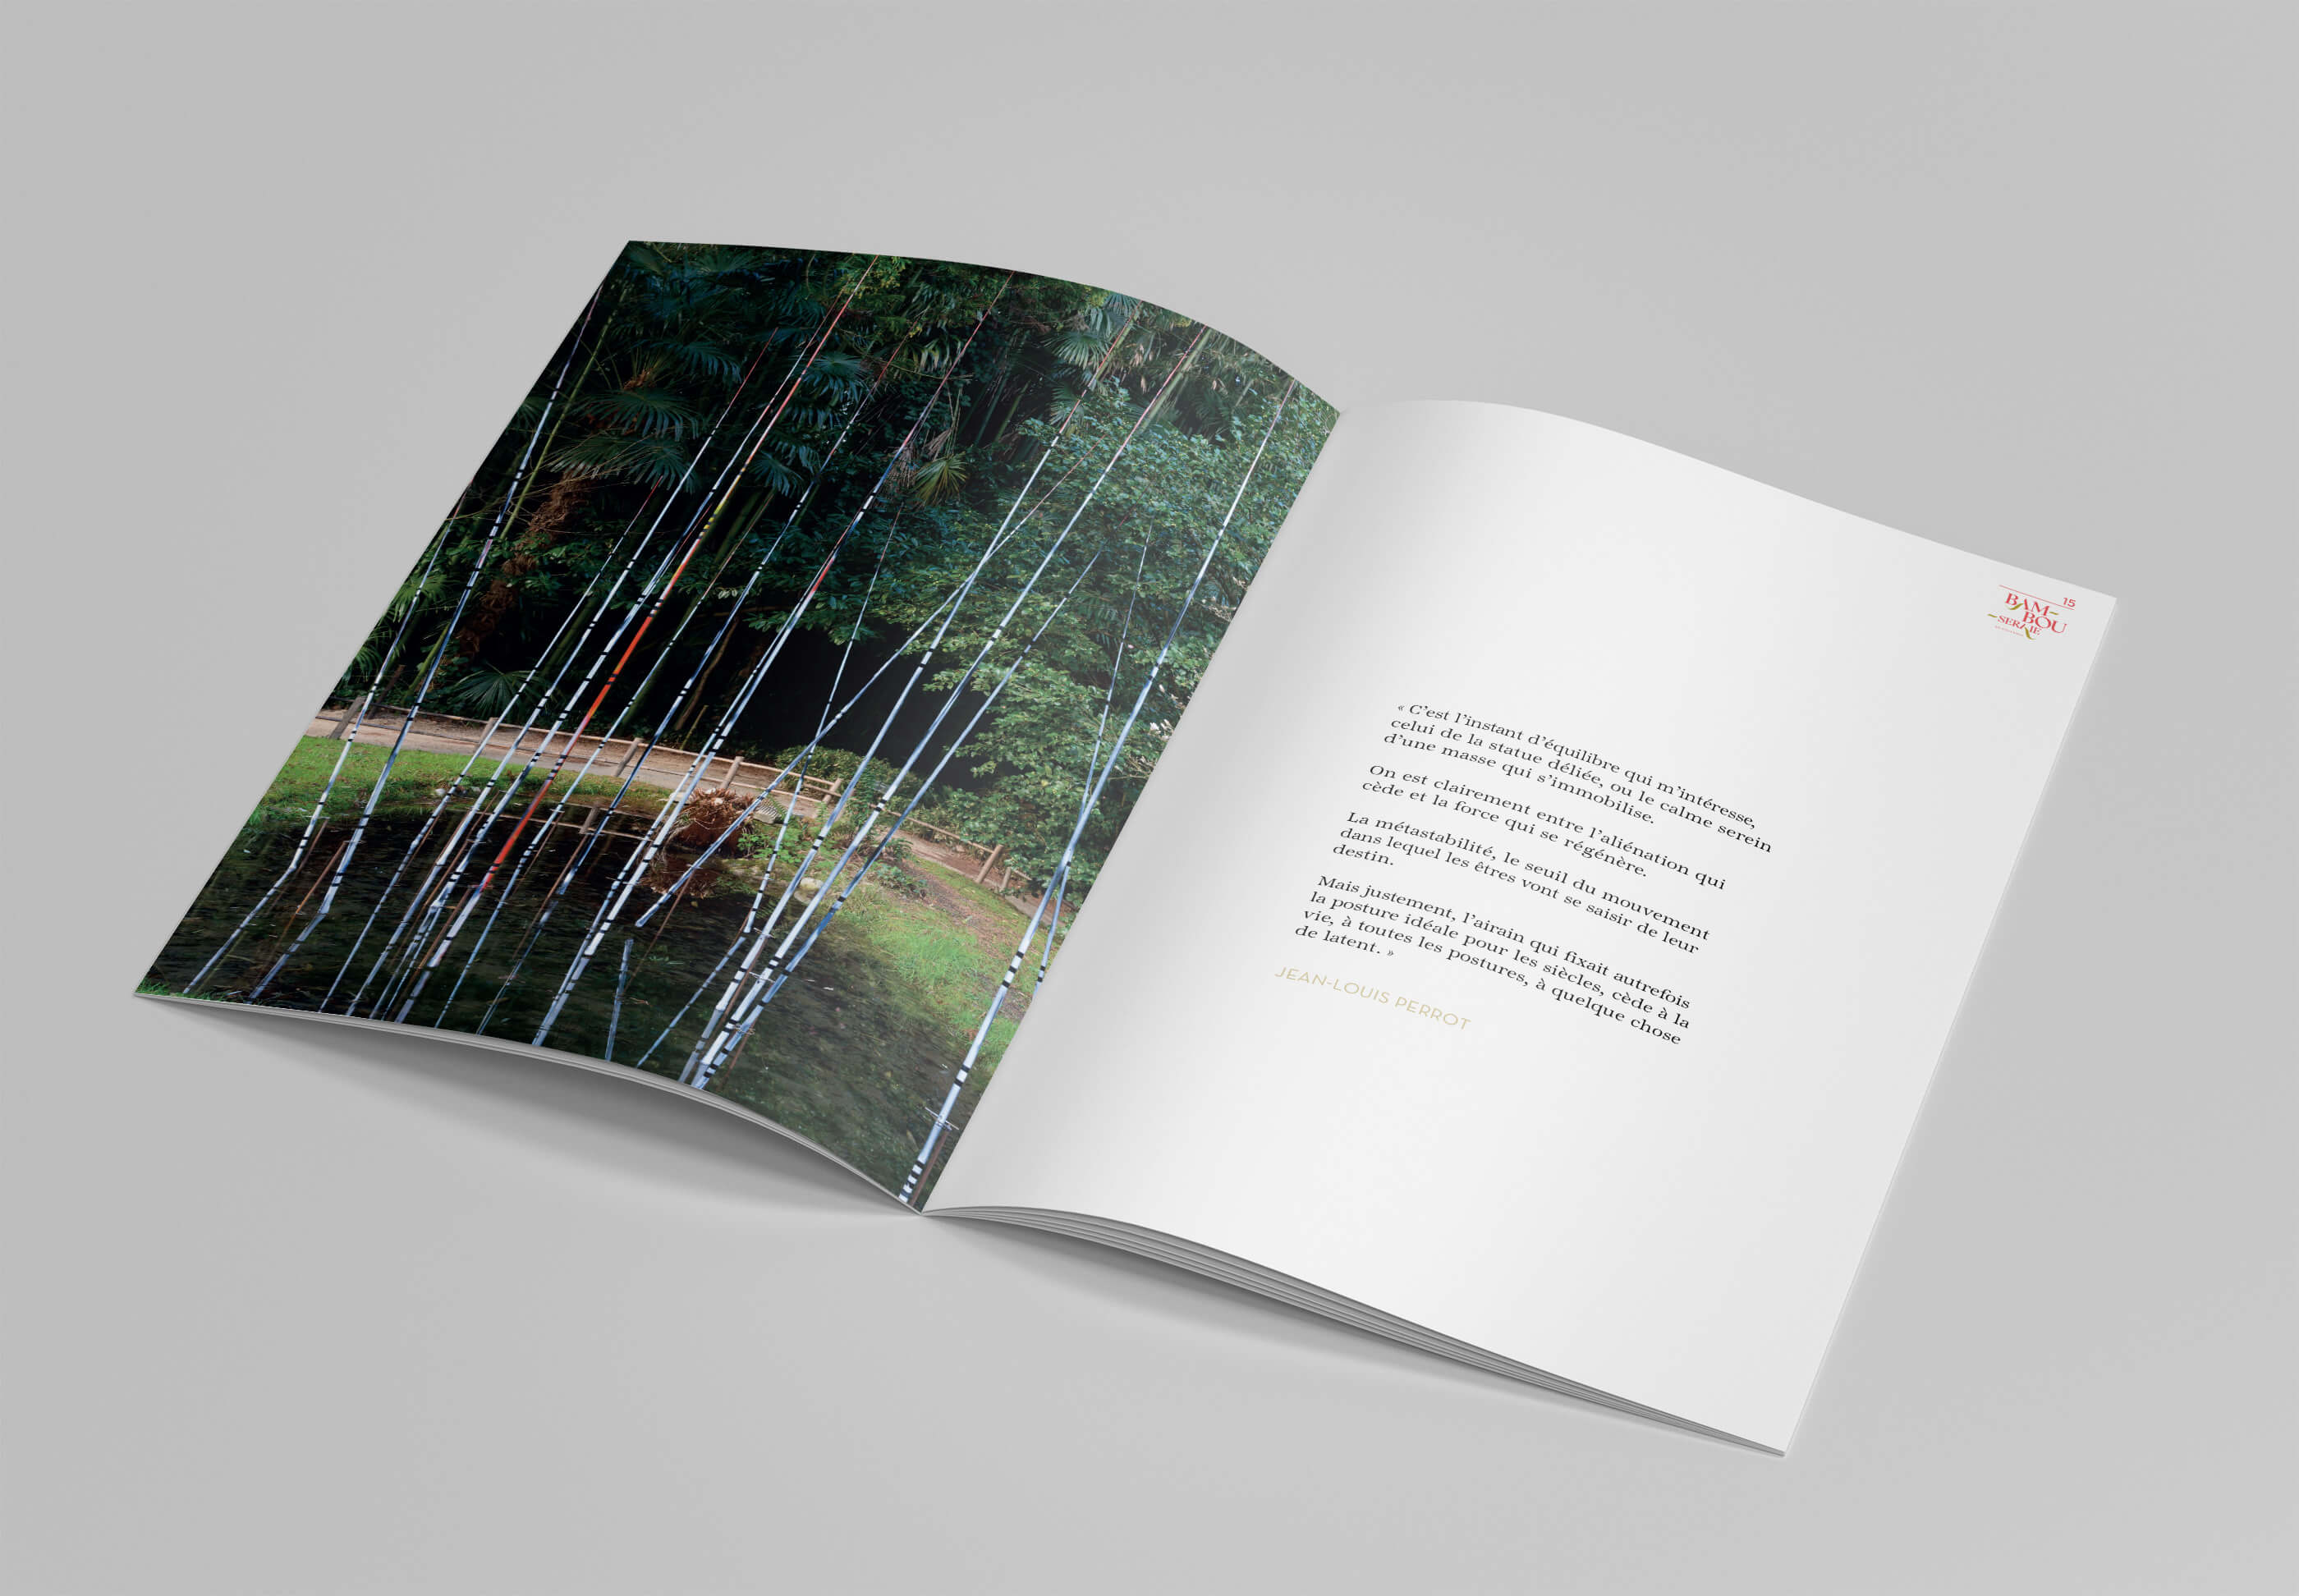 15
BAM-
BOU
-SERAIE
« C'est l'instant d'équilibre qui m'intéresse,
celui de la statue déliée, ou le calme serein
d'une masse qui s'immobilise.
On est clairement entre l'aliénation qui
cède et la force qui se régénère.
La métastabilité, le seuil du mouvement
dans lequel les êtres vont se saisir de leur
destin.
Mais justement, l'airain qui fixait autrefois
la posture idéale pour les siècles, cède à la
vie, à toutes les postures, à quelque chose
de latent. »
JEAN-LOUIS PERROT